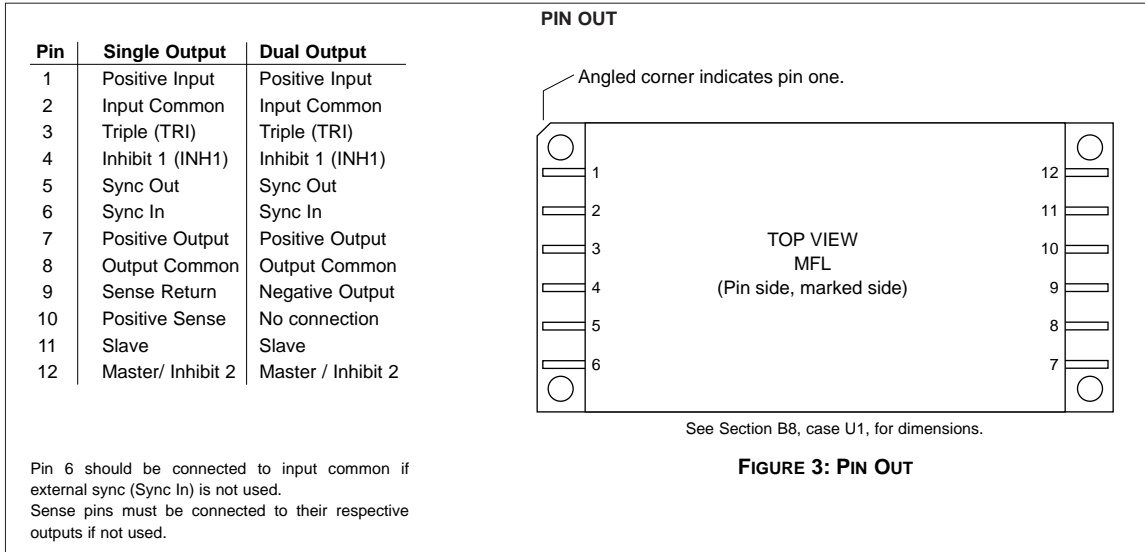 PIN OUT
Pin Single Output Dual Output
1 Positive Input Positive Input
2 Input Common Input Common
3 Triple (TRI) Triple (TRI)
4 Inhibit 1 (INH1) Inhibit 1 (INH1)
5 Sync Out Sync Out
6 Sync In Sync In
7 Positive Output Positive Output
8 Output Common Output Common
9 Sense Return Negative Output
10 Positive Sense No connection
11 Slave Slave
12 Master/ Inhibit 2 Master / Inhibit 2
Pin 6 should be connected to input common if
external sync (Sync In) is not used.
Sense pins must be connected to their respective
outputs if not used.
Angled corner indicates pin one.
1 12
2 11
3 10
4 9
5 8
6 7
TOP VIEW
MFL
(Pin side, marked side)
See Section B8, case U1, for dimensions.
FIGURE 3: PIN OUT